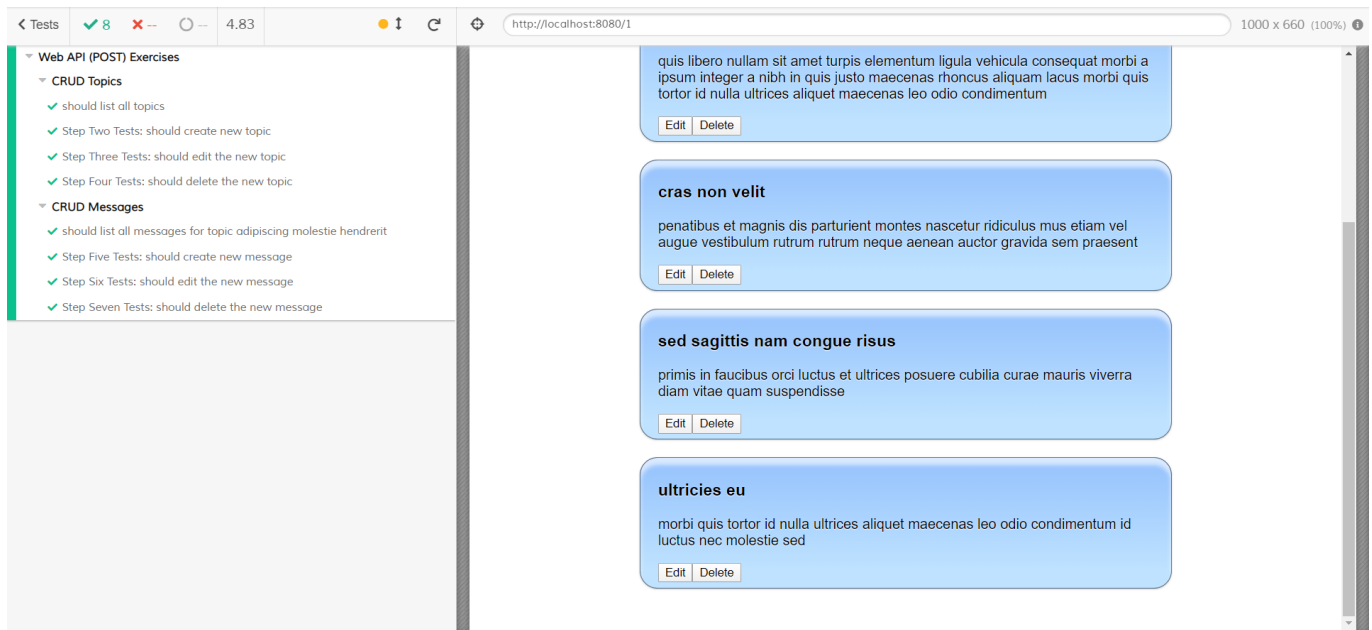 Tests 8 -- -- 4.83 http://localhost:8080/1 1000 x 660 (100%)
Web API (POST) Exercises
CRUD Topics
should list all topics
Step Two Tests: should create new topic
Step Three Tests: should edit the new topic
Step Four Tests: should delete the new topic
CRUD Messages
should list all messages for topic adipiscing molestie hendrerit
Step Five Tests: should create new message
Step Six Tests: should edit the new message
Step Seven Tests: should delete the new message
quis libero nullam sit amet turpis elementum ligula vehicula consequat morbi a
ipsum integer a nibh in quis justo maecenas rhoncus aliquam lacus morbi quis
tortor id nulla ultrices aliquet maecenas leo odio condimentum
Edit Delete
cras non velit
penatibus et magnis dis parturient montes nascetur ridiculus mus etiam vel
augue vestibulum rutrum rutrum neque aenean auctor gravida sem praesent
Edit Delete
sed sagittis nam congue risus
primis in faucibus orci luctus et ultrices posuere cubilia curae mauris viverra
diam vitae quam suspendisse
Edit Delete
ultricies eu
morbi quis tortor id nulla ultrices aliquet maecenas leo odio condimentum id
luctus nec molestie sed
Edit Delete